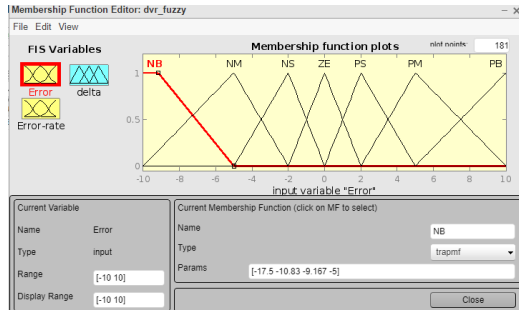 Membership Function Editor: dvr_fuzzy
File Edit View
FIS Variables
Error
delta
Error-rate
Membership function plots
plot points: 181
NB NM NS ZE PS PM PB
1
0.5
0
-10 -8 -6 -4 -2 0 2 4 6 8 10
input variable "Error"
Current Variable
Name Error
Type input
Range [-10 10]
Display Range [-10 10]
Current Membership Function (click on MF to select)
Name NB
Type trapmf
Params [-17.5 -10.83 -9.167 -5]
Close